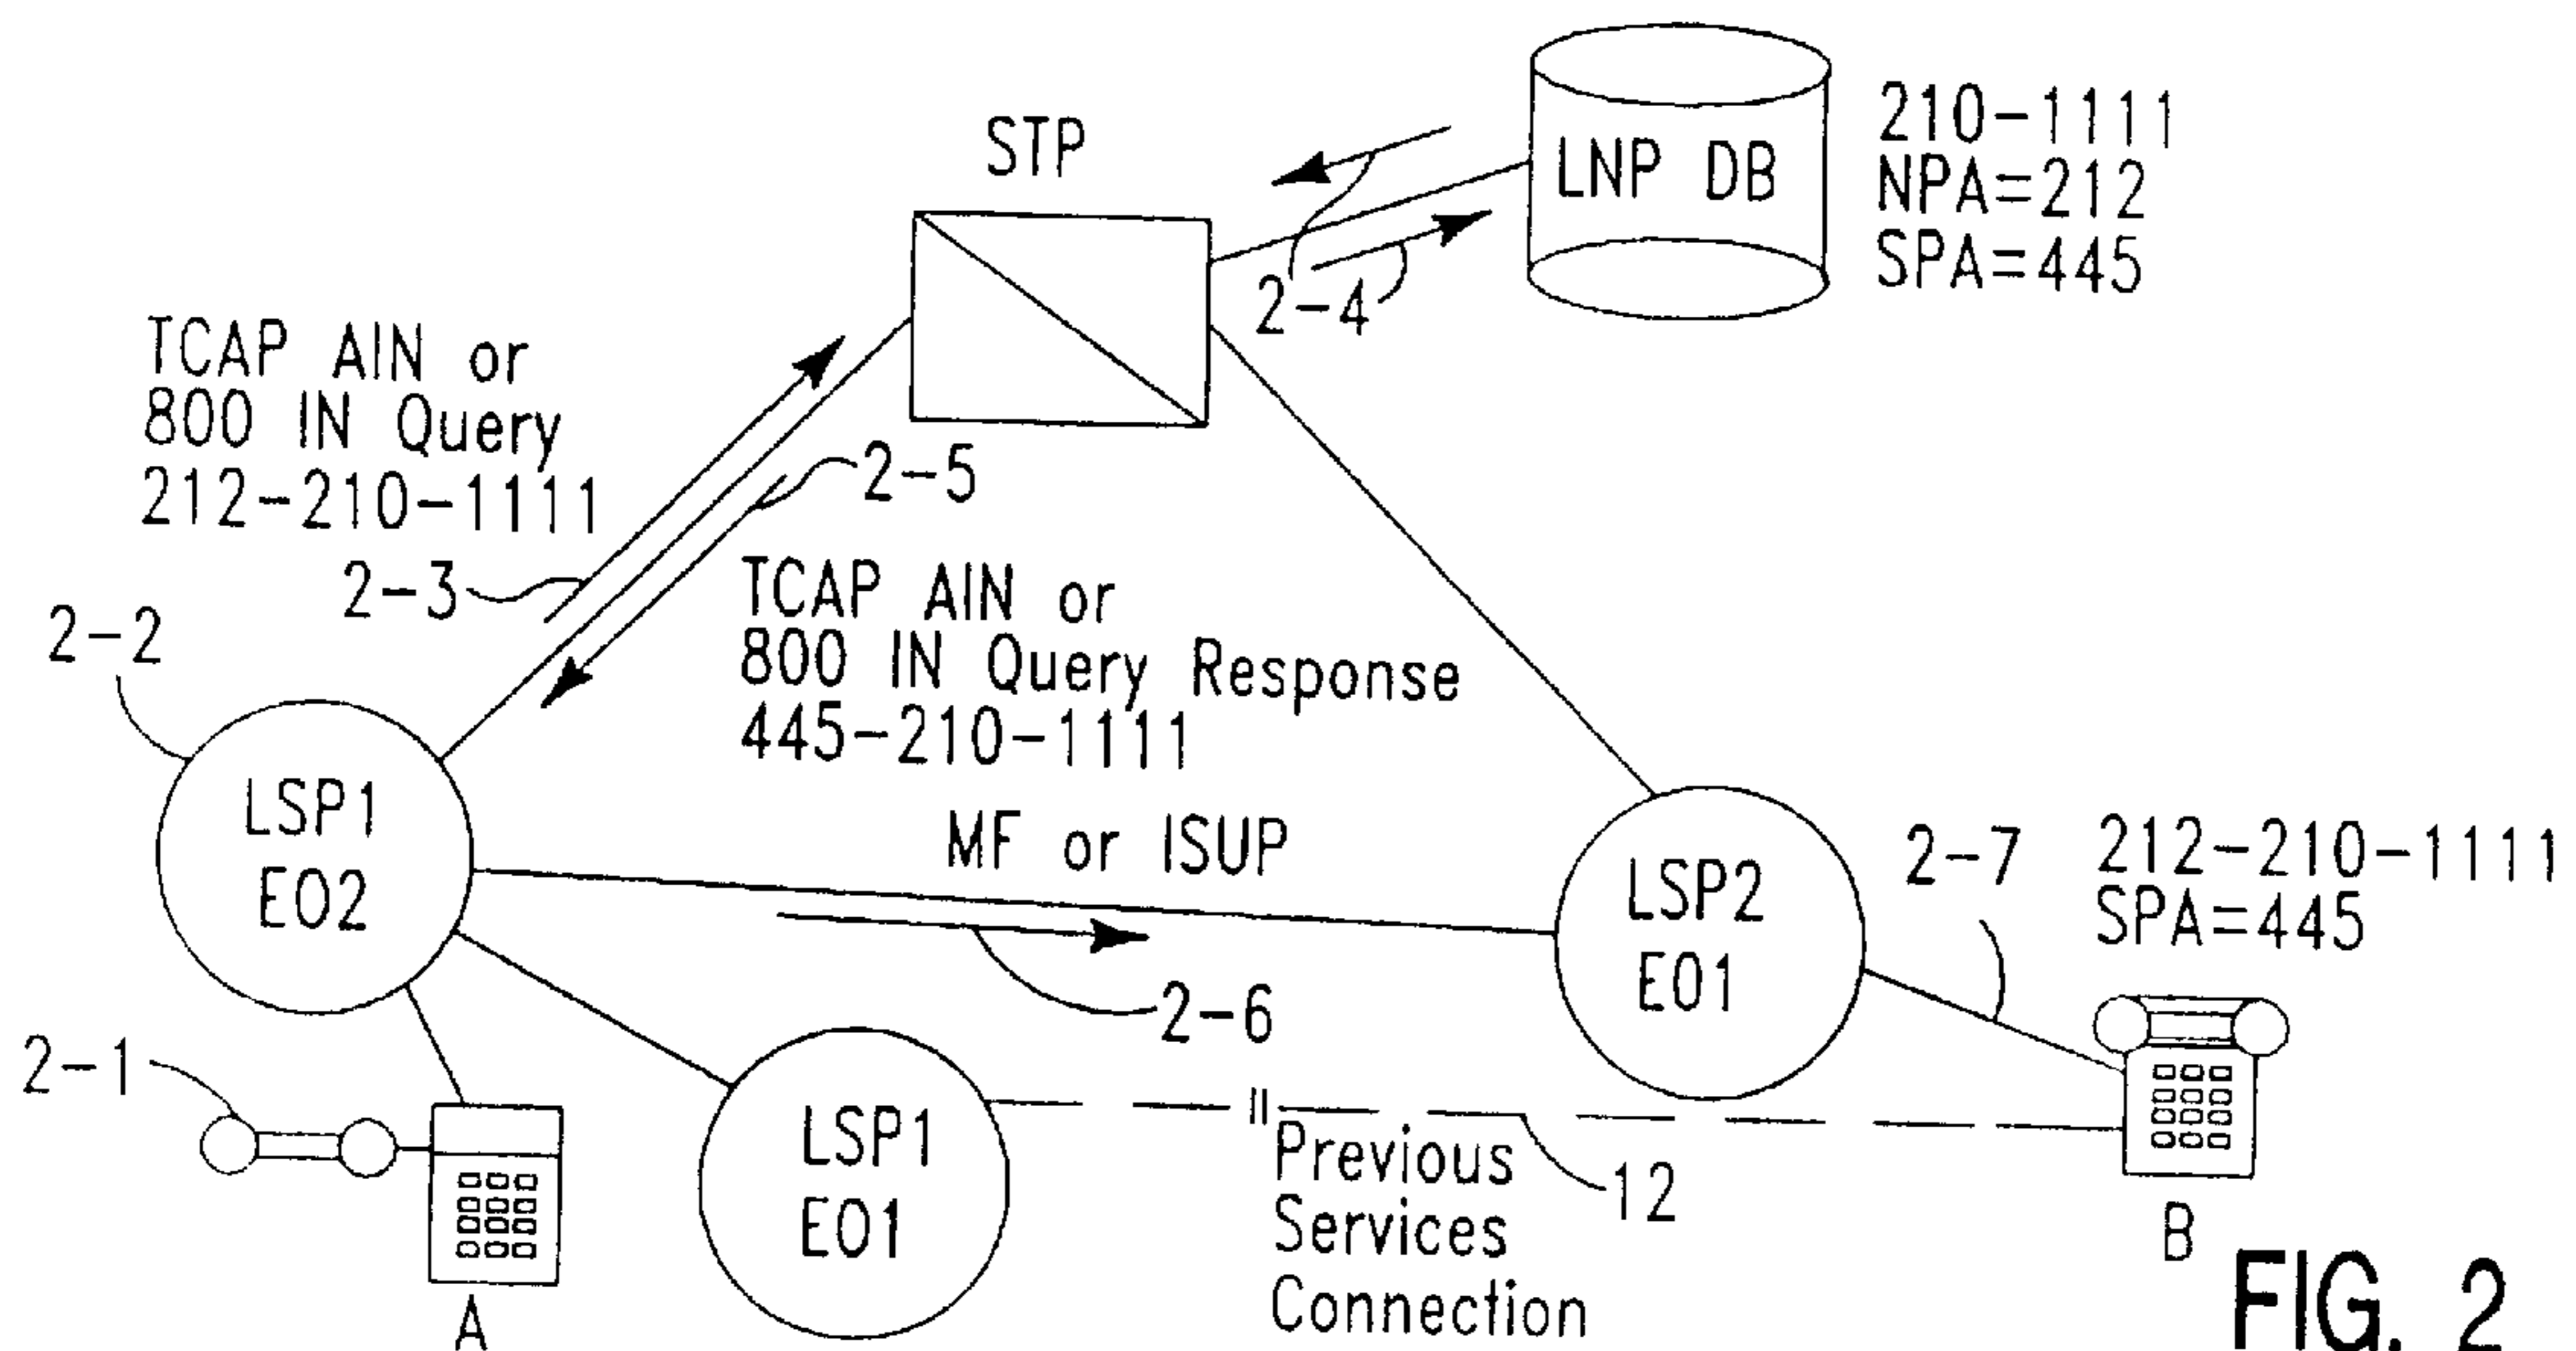 STP
LNP DB
210-1111
NPA=212
SPA=445
2-4
TCAP AIN or
800 IN Query
212-210-1111
2-5
2-3
2-2
TCAP AIN or
800 IN Query Response
445-210-1111
LSP1
EO2
MF or ISUP
LSP2
EO1
2-7
212-210-1111
SPA=445
2-6
2-1
LSP1
EO1
Previous
Services
Connection
12
A
B
FIG. 2